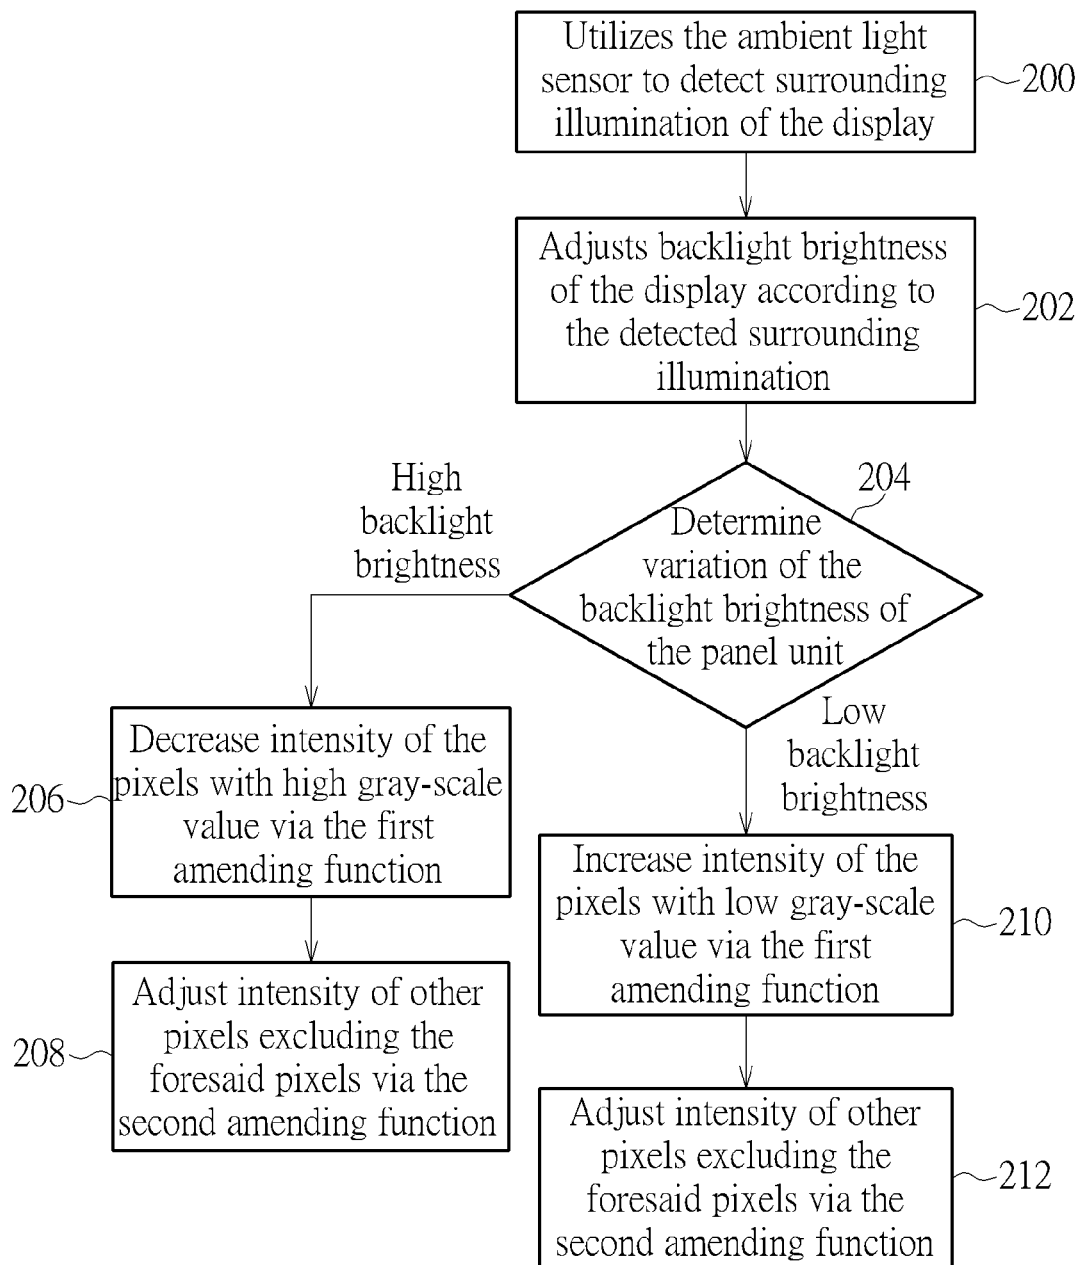 Utilizes the ambient light
sensor to detect surrounding
illumination of the display
200
Adjusts backlight brightness
of the display according to
the detected surrounding
illumination
202
204
Determine
variation of the
backlight brightness of
the panel unit
High
backlight
brightness
Low
backlight
brightness
206
Decrease intensity of the
pixels with high gray-scale
value via the first
amending function
208
Adjust intensity of other
pixels excluding the
foresaid pixels via the
second amending function
Increase intensity of the
pixels with low gray-scale
value via the first
amending function
210
Adjust intensity of other
pixels excluding the
foresaid pixels via the
second amending function
212